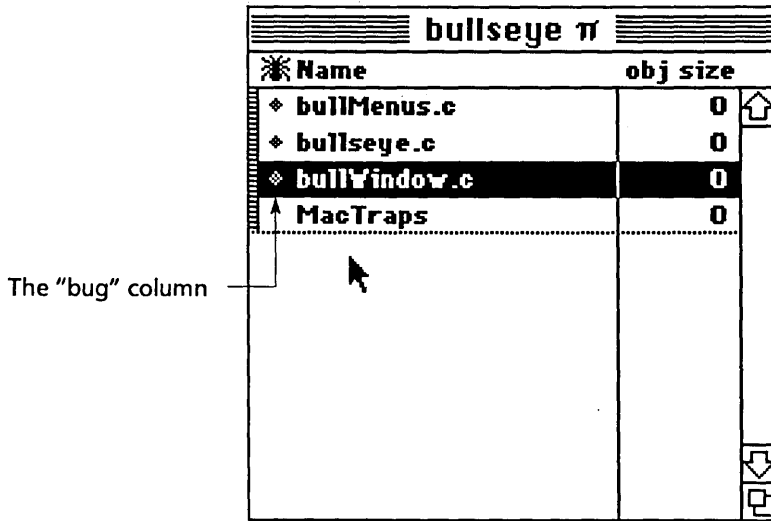 bullseye π
Name obj size
bullMenus.c 0
bullseye.c 0
bullWindow.c 0
MacTraps 0
The "bug" column